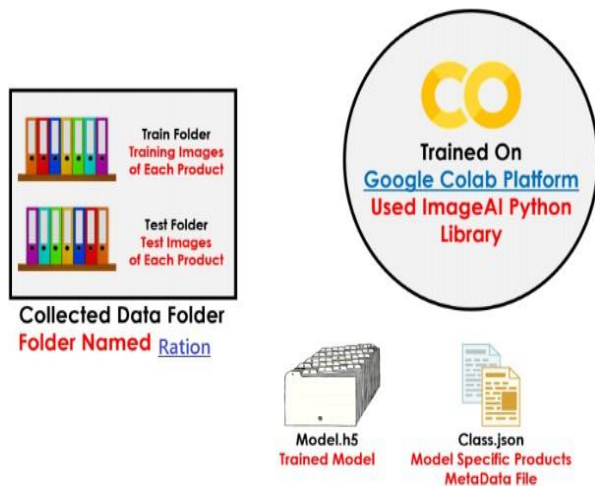 Train Folder
Training Images
of Each Product
Test Folder
Test Images
of Each Product
Collected Data Folder
Folder Named Ration
CO
Trained On
Google Colab Platform
Used ImageAI Python
Library
Model.h5
Trained Model
Class.json
Model Specific Products
MetaData File